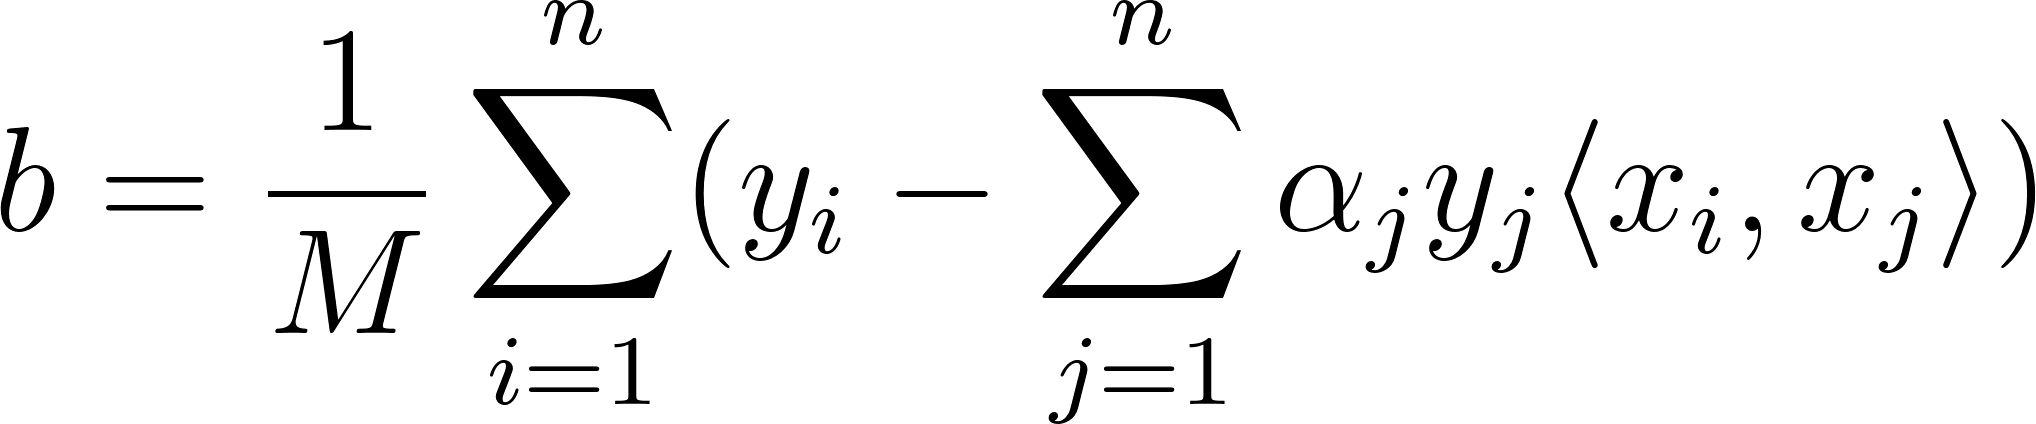 b = \frac{1}{M} \sum_{i=1}^{n} (y_i - \sum_{j=1}^{n} \alpha_j y_j \langle x_i, x_j \rangle)